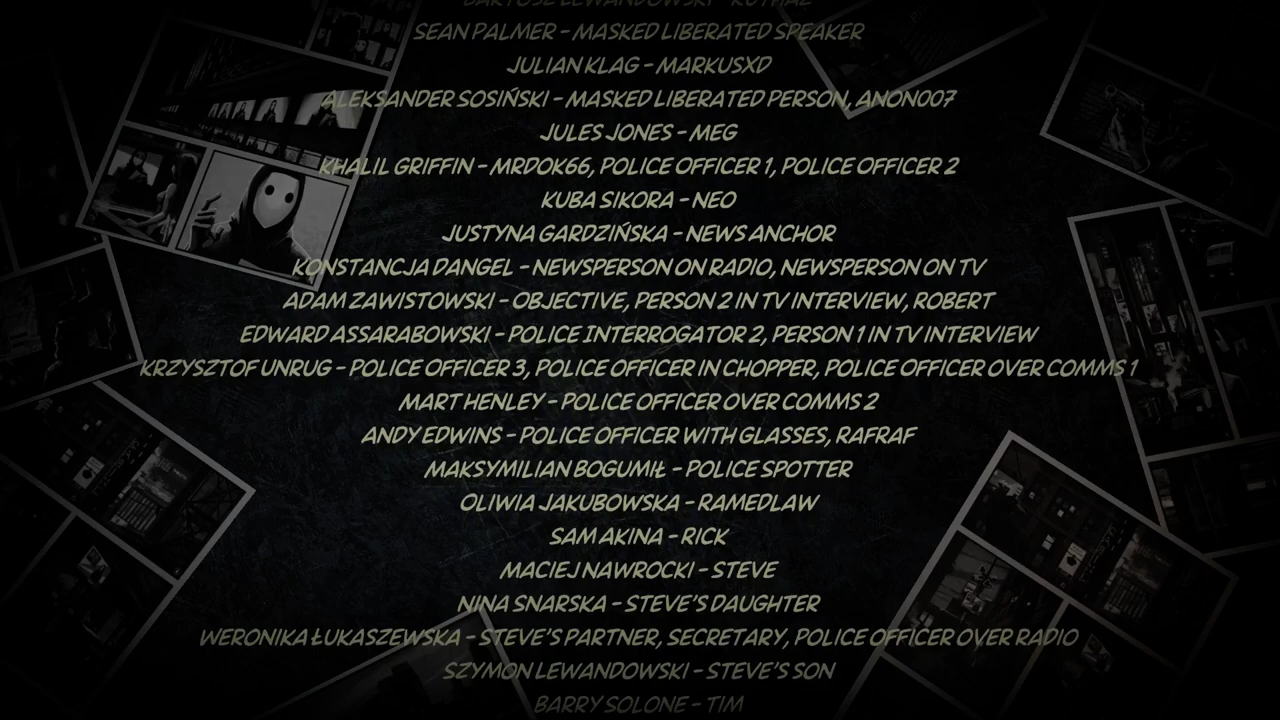 SEAN PALMER - MASKED LIBERATED SPEAKER
JULIAN KLAG - MARKUSXD
ALEKSANDER SOSIŃSKI - MASKED LIBERATED PERSON, ANON007
JULES JONES - MEG
KHALIL GRIFFIN - MRDOK66, POLICE OFFICER 1, POLICE OFFICER 2
KUBA SIKORA - NEO
JUSTYNA GARDZIŃSKA - NEWS ANCHOR
KONSTANCJA DANGEL - NEWSPERSON ON RADIO, NEWSPERSON ON TV
ADAM ZAWISTOWSKI - OBJECTIVE, PERSON 2 IN TV INTERVIEW, ROBERT
EDWARD ASSARABOWSKI - POLICE INTERROGATOR 2, PERSON 1 IN TV INTERVIEW
KRZYSZTOF UNRUG - POLICE OFFICER 3, POLICE OFFICER IN CHOPPER, POLICE OFFICER OVER COMMS 1
MART HENLEY - POLICE OFFICER OVER COMMS 2
ANDY EDWINS - POLICE OFFICER WITH GLASSES, RAFRAF
MAKSYMILIAN BOGUMIŁ - POLICE SPOTTER
OLIWIA JAKUBOWSKA - RAMEDLAW
SAM AKINA - RICK
MACIEJ NAWROCKI - STEVE
NINA SNARSKA - STEVE'S DAUGHTER
WERONIKA ŁUKASZEWSKA - STEVE'S PARTNER, SECRETARY, POLICE OFFICER OVER RADIO
SZYMON LEWANDOWSKI - STEVE'S SON
BARRY SOLONE - TIM